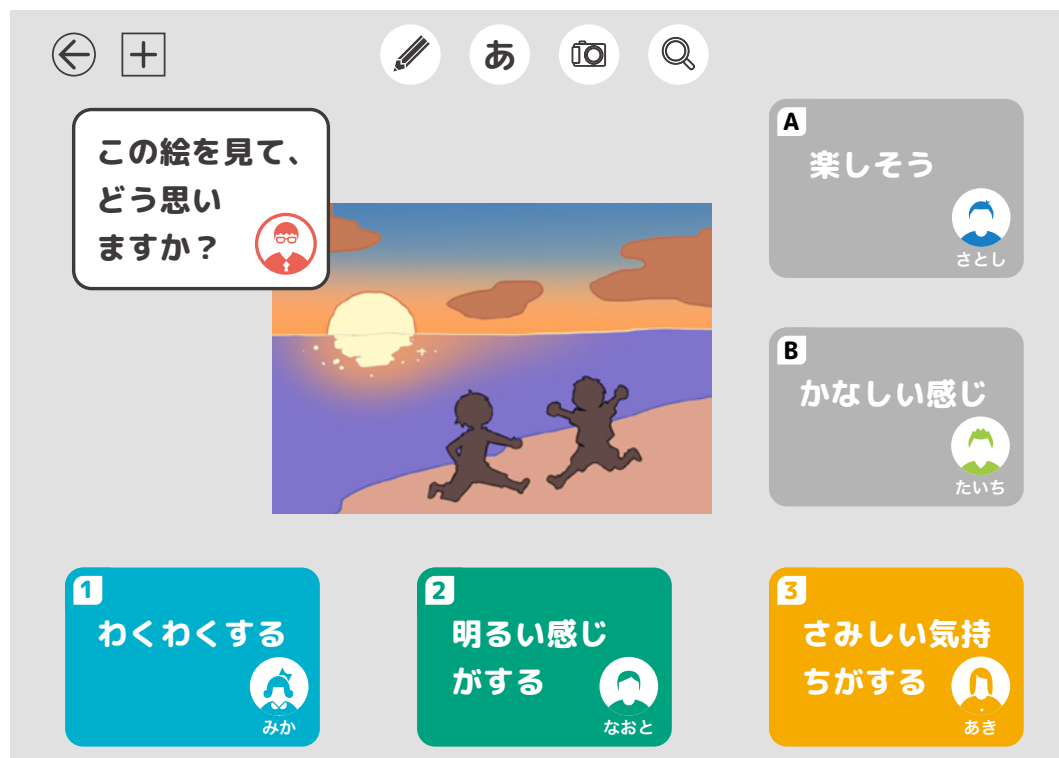 あ
この絵を見て、
どう思い
ますか？
A
楽しそう
さとし
B
かなしい感じ
たいち
1
わくわくする
みか
2
明るい感じ
がする
なおと
3
さみしい気持
ちがする
あき